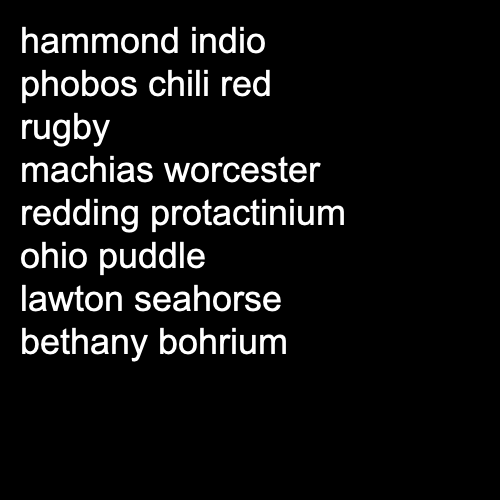 hammond indio
phobos chili red
rugby
machias worcester
redding protactinium
ohio puddle
lawton seahorse
bethany bohrium